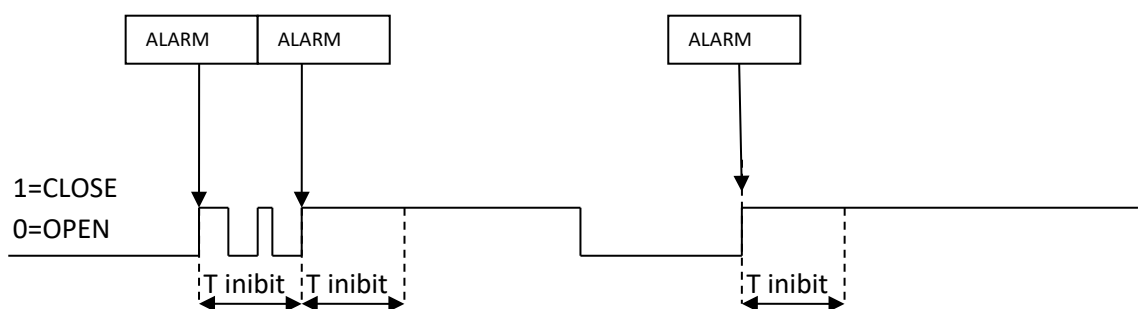 ALARM ALARM ALARM
1=CLOSE
0=OPEN
T inibit T inibit T inibit